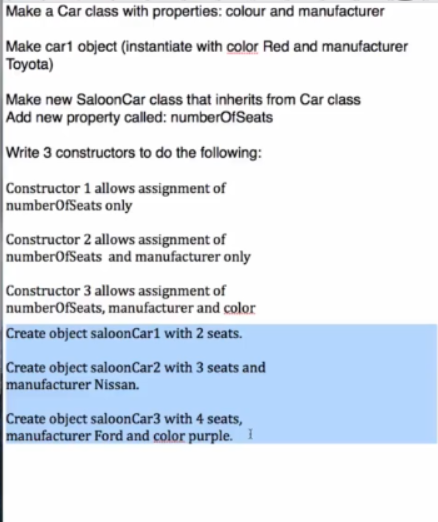 Make a Car class with properties: colour and manufacturer
Make car1 object (instantiate with color Red and manufacturer
Toyota)
Make new SaloonCar class that inherits from Car class
Add new property called: numberOfSeats
Write 3 constructors to do the following:
Constructor 1 allows assignment of
numberOfSeats only
Constructor 2 allows assignment of
numberOfSeats  and manufacturer only
Constructor 3 allows assignment of
numberOfSeats, manufacturer and color
Create object saloonCar1 with 2 seats.
Create object saloonCar2 with 3 seats and
manufacturer Nissan.
Create object saloonCar3 with 4 seats,
manufacturer Ford and color purple.